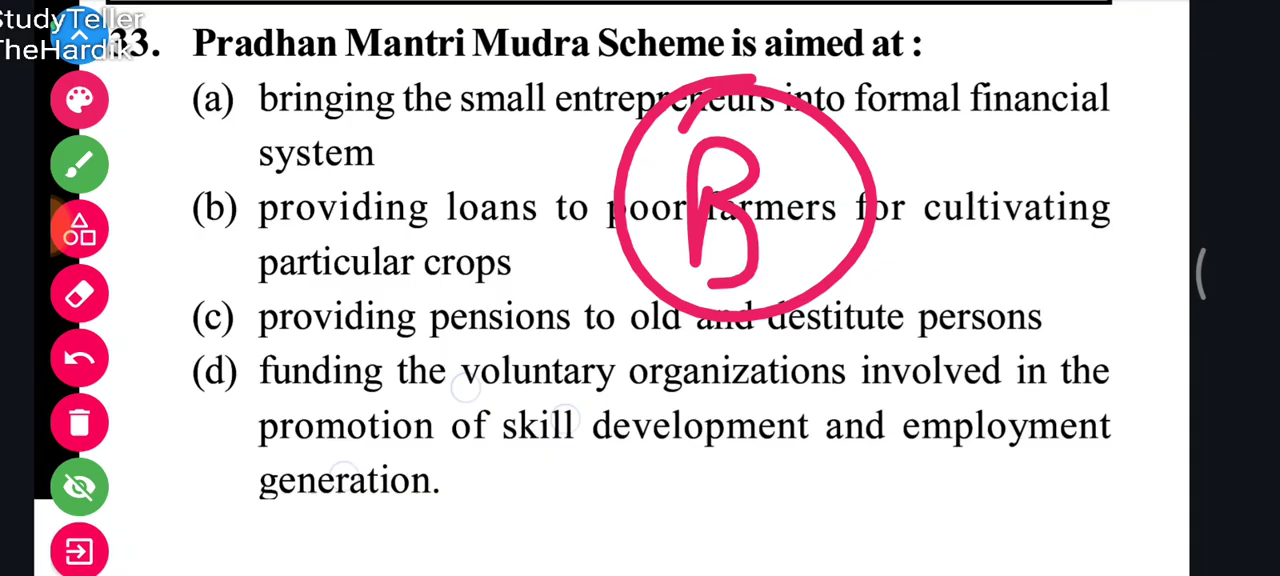 StudyTeller
TheHardik
33. Pradhan Mantri Mudra Scheme is aimed at :
(a) bringing the small entrepreneurs into formal financial
system
(b) providing loans to poor farmers for cultivating
particular crops
(c) providing pensions to old and destitute persons
(d) funding the voluntary organizations involved in the
promotion of skill development and employment
generation.
B